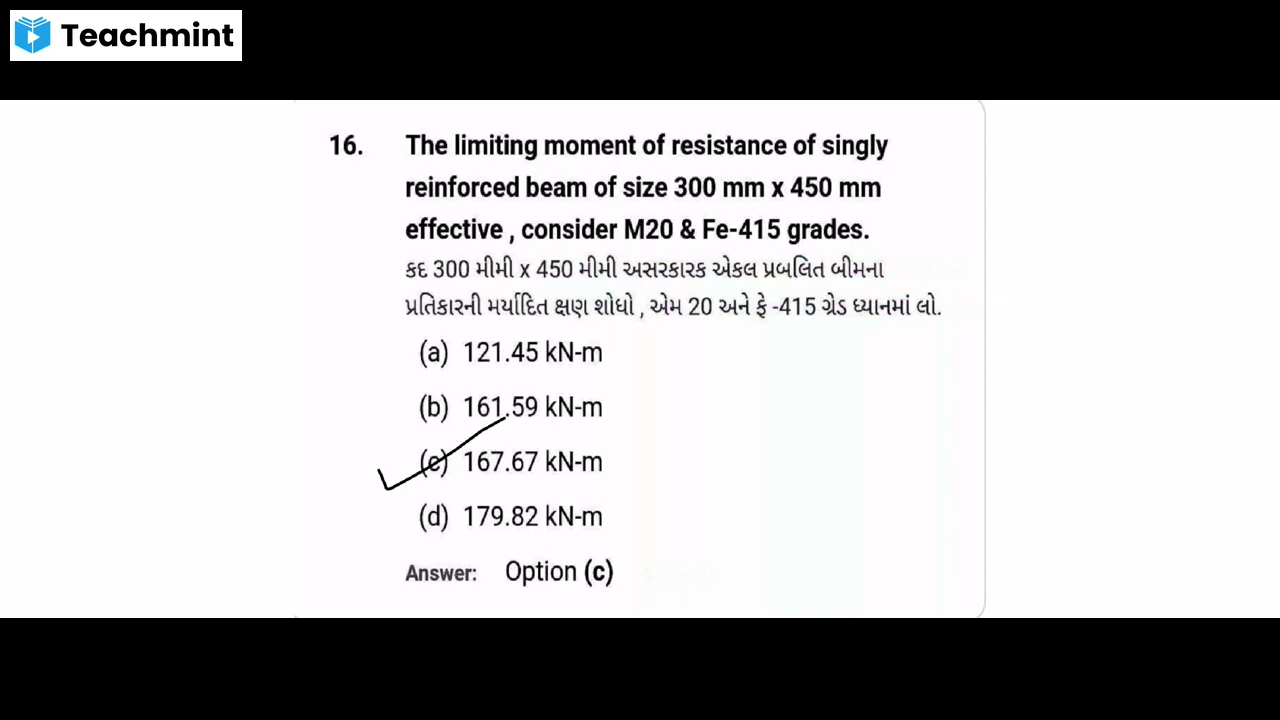 Teachmint
16. The limiting moment of resistance of singly
reinforced beam of size 300 mm x 450 mm
effective , consider M20 & Fe-415 grades.
કદ 300 મીમી x 450 મીમી અસરકારક એકલ પ્રબલિત બીમના
પ્રતિકારની મર્યાદિત ક્ષણ શોધો , એમ 20 અને ફે -415 ગ્રેડ ધ્યાનમાં લો.
(a) 121.45 kN-m
(b) 161.59 kN-m
(c) 167.67 kN-m
(d) 179.82 kN-m
Answer: Option (c)